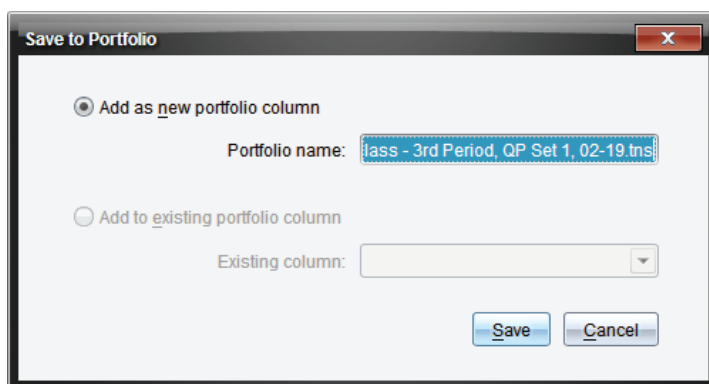 Save to Portfolio
Add as new portfolio column
Portfolio name: lass - 3rd Period, QP Set 1, 02-19.tns
Add to existing portfolio column
Existing column:
Save Cancel